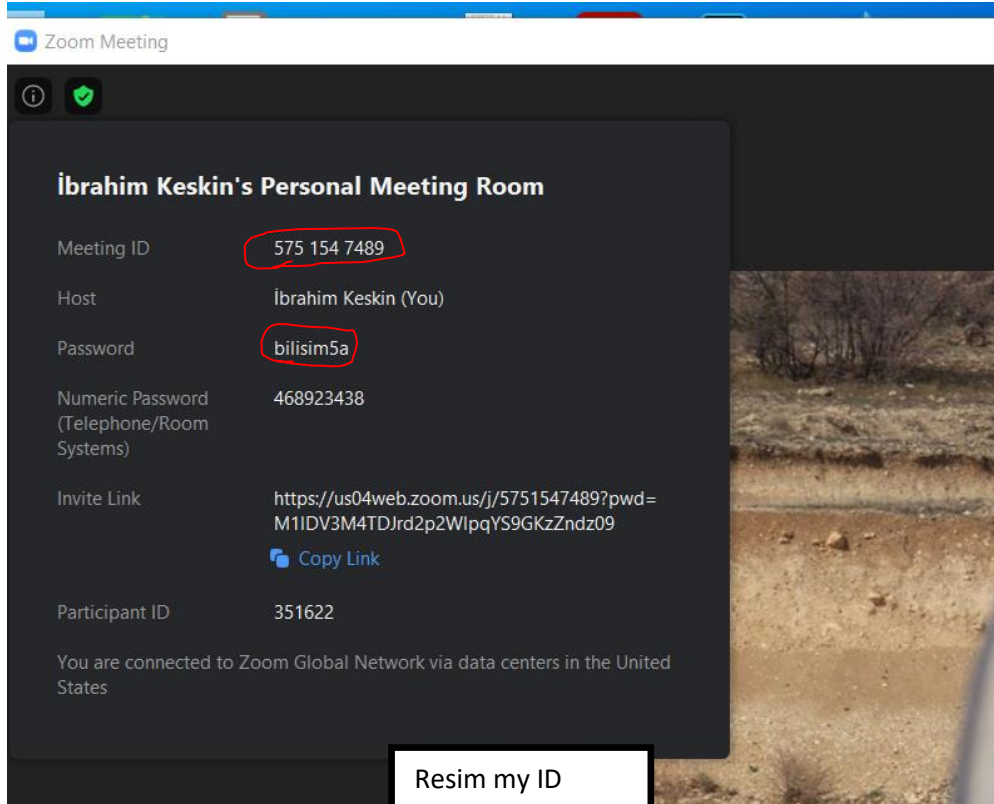 Zoom Meeting
İbrahim Keskin's Personal Meeting Room
Meeting ID 575 154 7489
Host İbrahim Keskin (You)
Password bilisim5a
Numeric Password 468923438
(Telephone/Room
Systems)
Invite Link https://us04web.zoom.us/j/5751547489?pwd=
M1lDV3M4TDJrd2p2WlpqYS9GKzZndz09
Copy Link
Participant ID 351622
You are connected to Zoom Global Network via data centers in the United
States
Resim my ID